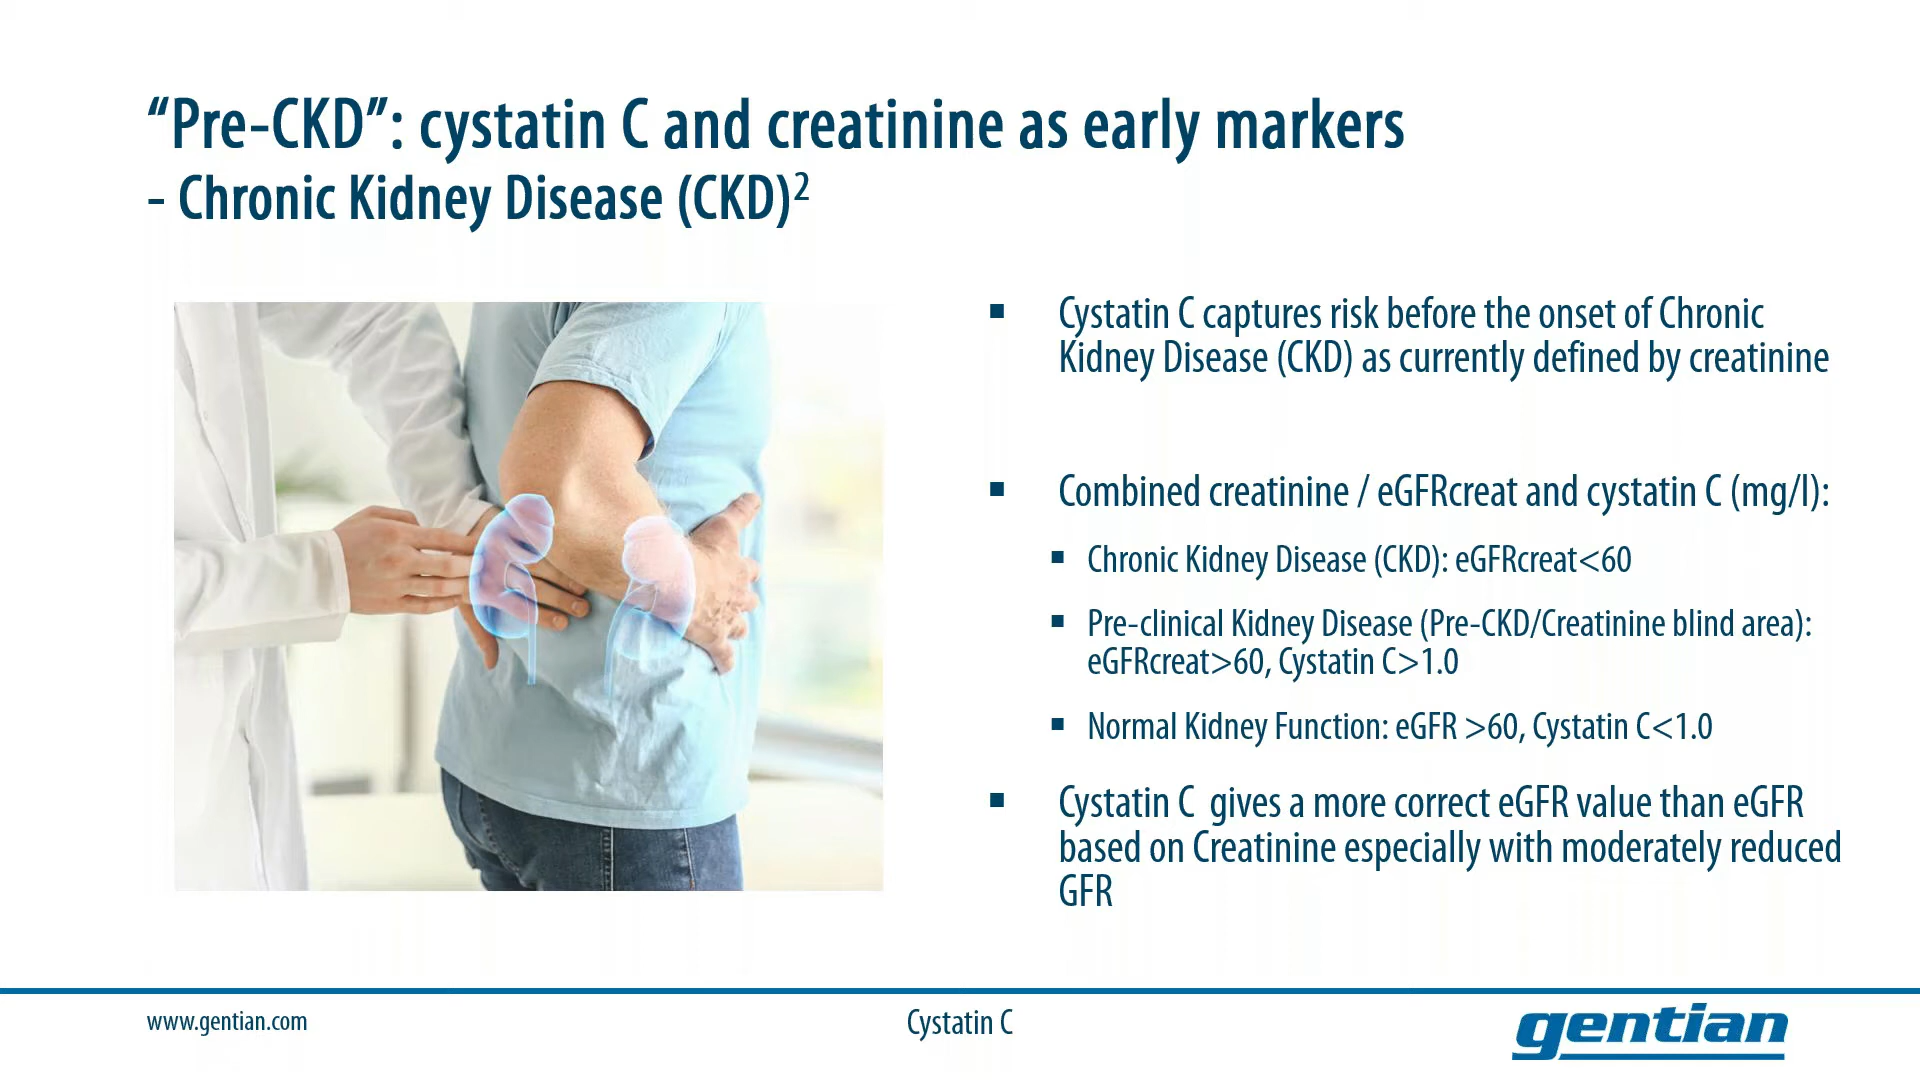 “Pre-CKD”: cystatin C and creatinine as early markers
- Chronic Kidney Disease (CKD)²
▪ Cystatin C captures risk before the onset of Chronic
Kidney Disease (CKD) as currently defined by creatinine
▪ Combined creatinine / eGFRcreat and cystatin C (mg/l):
▪ Chronic Kidney Disease (CKD): eGFRcreat<60
▪ Pre-clinical Kidney Disease (Pre-CKD/Creatinine blind area):
eGFRcreat>60, Cystatin C>1.0
▪ Normal Kidney Function: eGFR >60, Cystatin C<1.0
▪ Cystatin C  gives a more correct eGFR value than eGFR
based on Creatinine especially with moderately reduced
GFR
www.gentian.com
Cystatin C
gentian